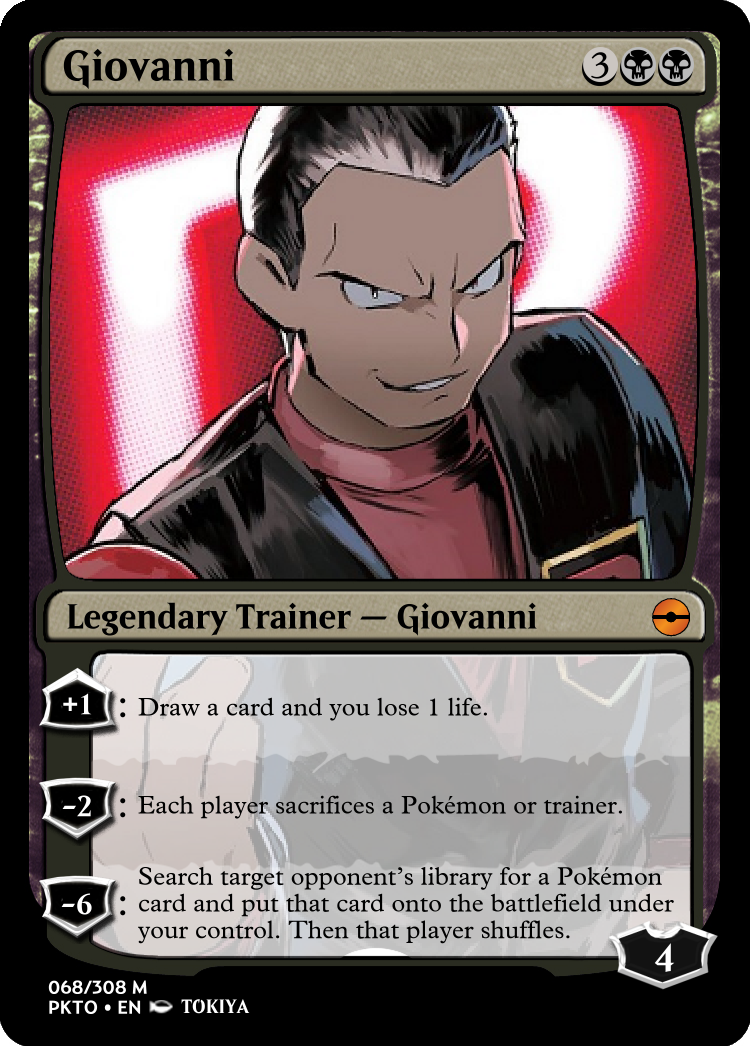 Giovanni 3
Legendary Trainer — Giovanni
+1 : Draw a card and you lose 1 life.
−2 : Each player sacrifices a Pokémon or trainer.
Search target opponent's library for a Pokémon
−6 : card and put that card onto the battlefield under
your control. Then that player shuffles.
4
068/308 M
PKTO • EN TOKIYA